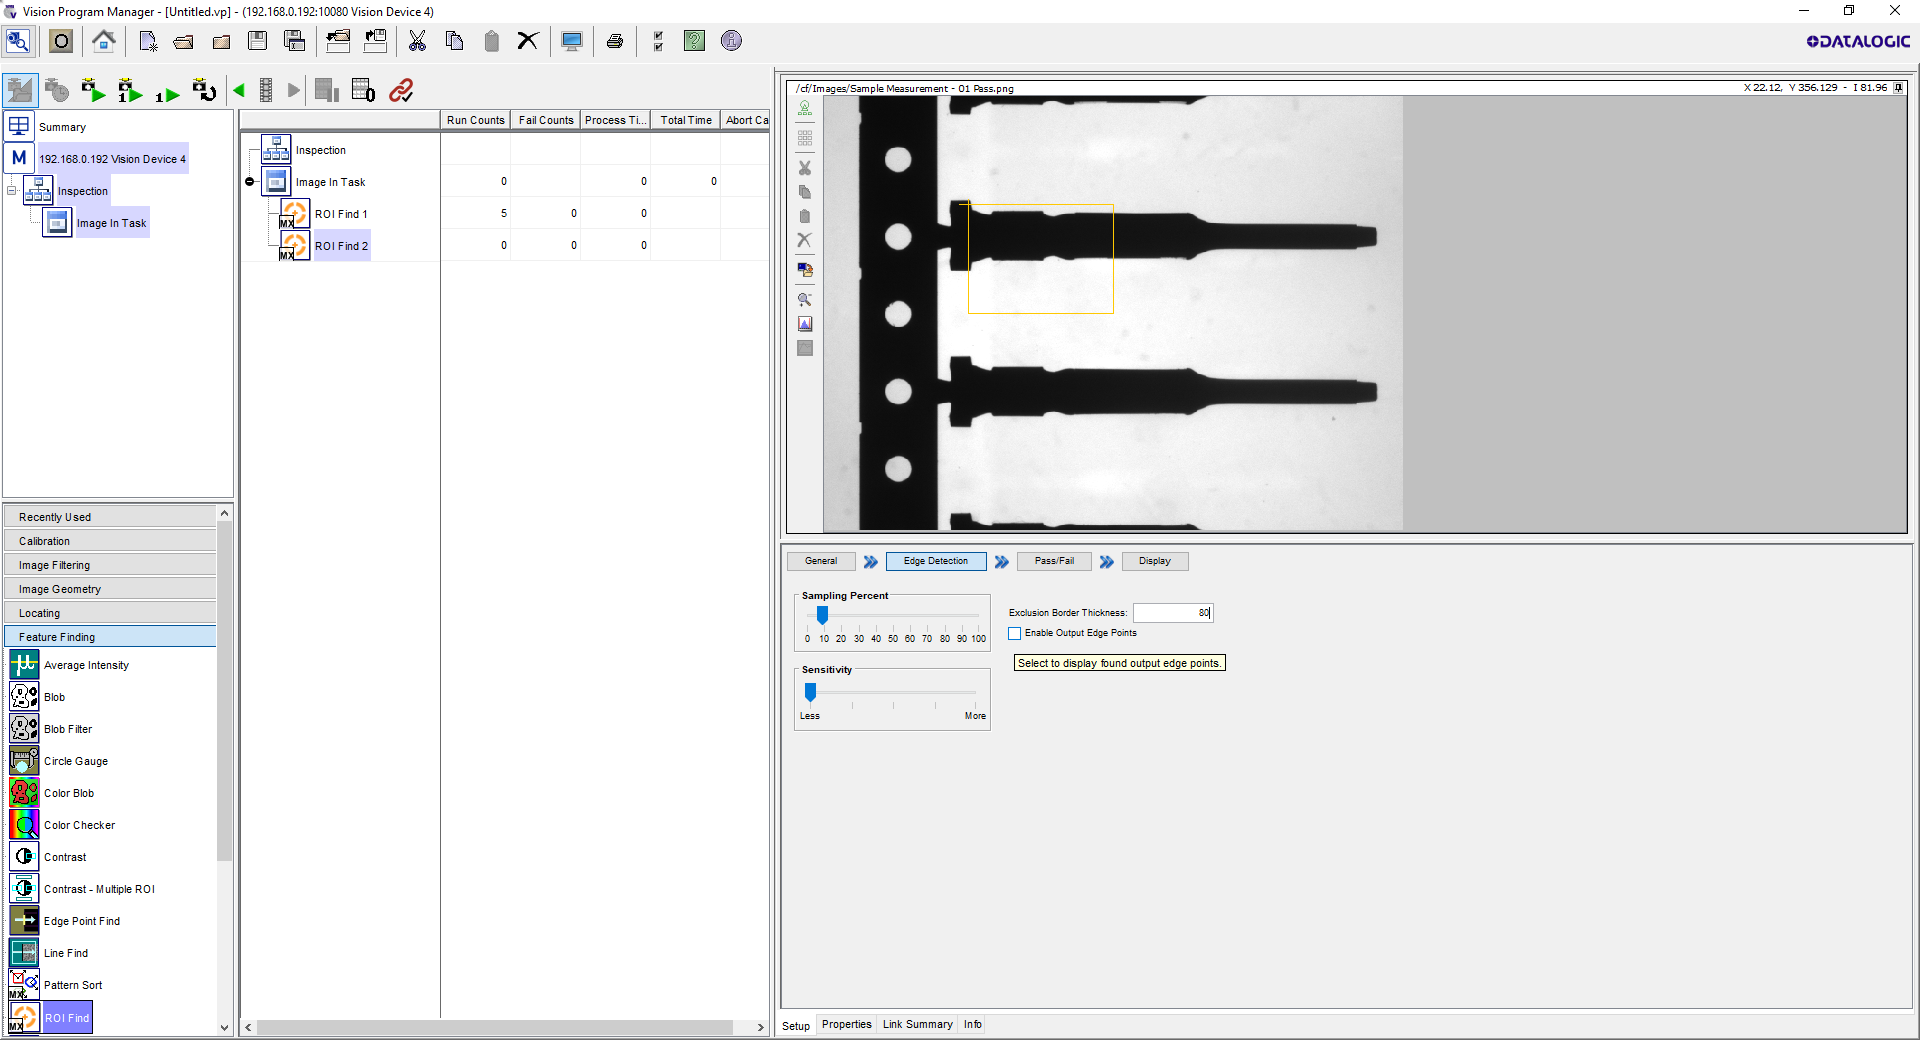 Vision Program Manager - [Untitled.vp] - (192.168.0.192:10080 Vision Device 4)
O
DATALOGIC
1
1
0
Summary
M
192.168.0.192 Vision Device 4
Inspection
Image In Task
Run Counts
Fail Counts
Process Ti...
Total Time
Abort Ca
Inspection
Image In Task
0
0
0
MX
ROI Find 1
5
0
0
MX
ROI Find 2
0
0
0
/cf/Images/Sample Measurement - 01 Pass.png
X 22.12, Y 356.129 - I 81.96
Recently Used
Calibration
Image Filtering
Image Geometry
Locating
Feature Finding
Average Intensity
Blob
Blob Filter
Circle Gauge
Color Blob
Color Checker
Contrast
Contrast - Multiple ROI
Edge Point Find
Line Find
MX
Pattern Sort
MX
ROI Find
General
Edge Detection
Pass/Fail
Display
Sampling Percent
0 10 20 30 40 50 60 70 80 90 100
Sensitivity
Less
More
Exclusion Border Thickness:
80
Enable Output Edge Points
Select to display found output edge points.
Setup
Properties
Link Summary
Info